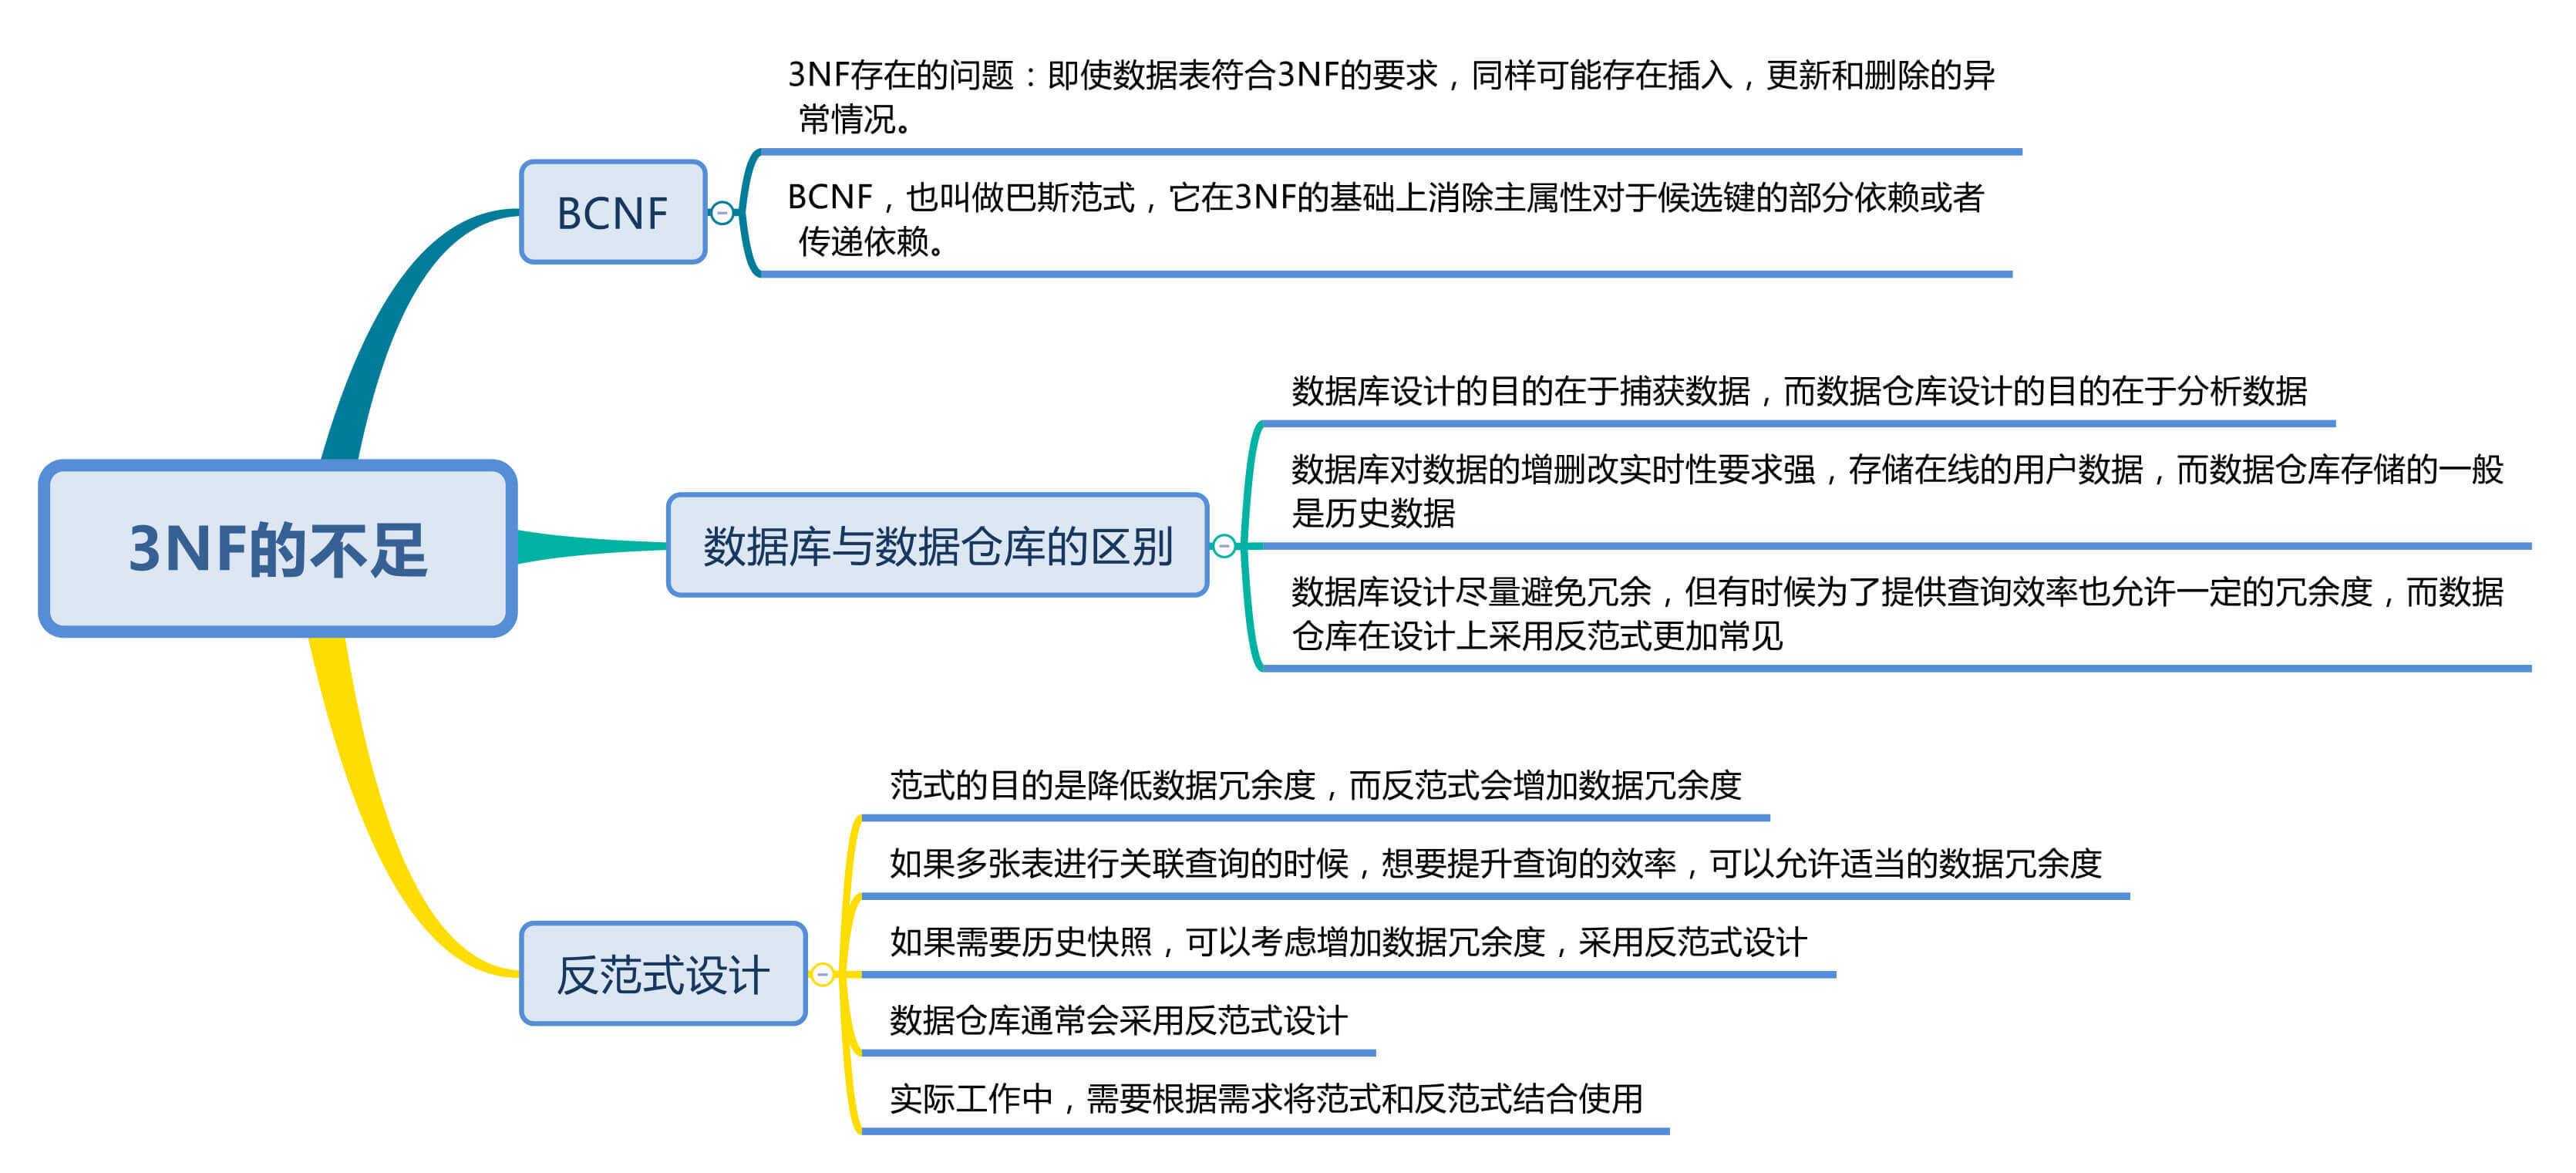 3NF的不足
BCNF
3NF存在的问题：即使数据表符合3NF的要求，同样可能存在插入，更新和删除的异
常情况。
BCNF，也叫做巴斯范式，它在3NF的基础上消除主属性对于候选键的部分依赖或者
传递依赖。
数据库与数据仓库的区别
数据库设计的目的在于捕获数据，而数据仓库设计的目的在于分析数据
数据库对数据的增删改实时性要求强，存储在线的用户数据，而数据仓库存储的一般
是历史数据
数据库设计尽量避免冗余，但有时候为了提供查询效率也允许一定的冗余度，而数据
仓库在设计上采用反范式更加常见
反范式设计
范式的目的是降低数据冗余度，而反范式会增加数据冗余度
如果多张表进行关联查询的时候，想要提升查询的效率，可以允许适当的数据冗余度
如果需要历史快照，可以考虑增加数据冗余度，采用反范式设计
数据仓库通常会采用反范式设计
实际工作中，需要根据需求将范式和反范式结合使用